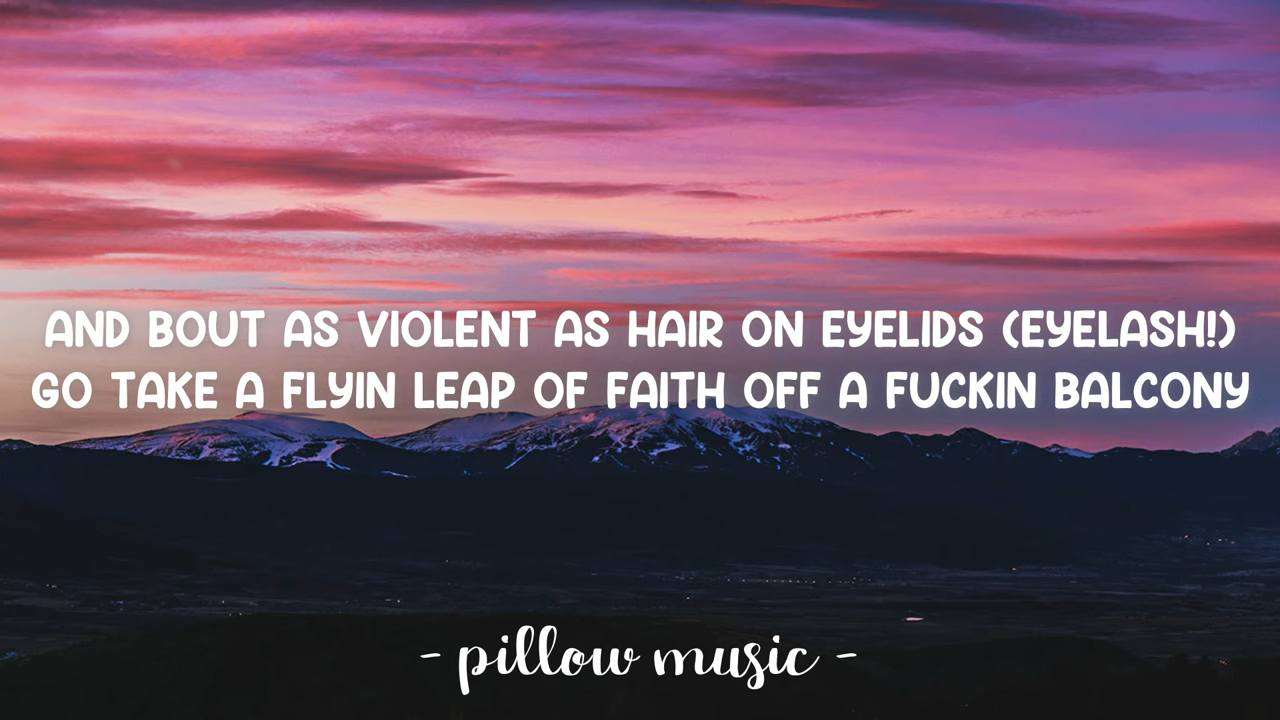 AND BOUT AS VIOLENT AS HAIR ON EYELIDS (EYELASH!)
GO TAKE A FLYIN LEAP OF FAITH OFF A FUCKIN BALCONY
- pillow music -